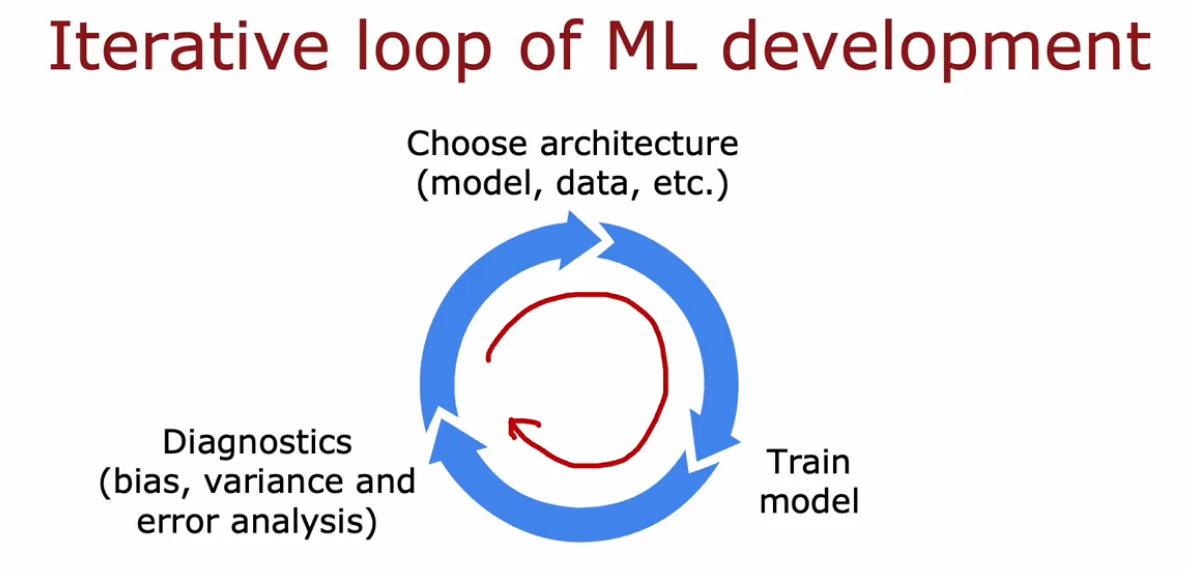 Iterative loop of ML development
Choose architecture
(model, data, etc.)
Train
model
Diagnostics
(bias, variance and
error analysis)